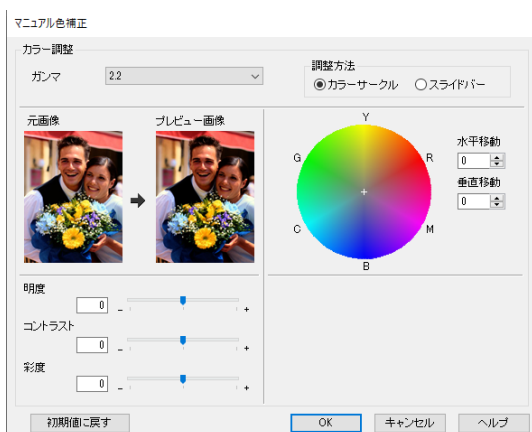 マニュアル色補正
カラー調整
ガンマ 2.2
調整方法
カラーサークル スライドバー
元画像 プレビュー画像
Y
G R
C M
B
水平移動
0
垂直移動
0
明度
0 - +
コントラスト
0 - +
彩度
0 - +
初期値に戻す OK キャンセル ヘルプ